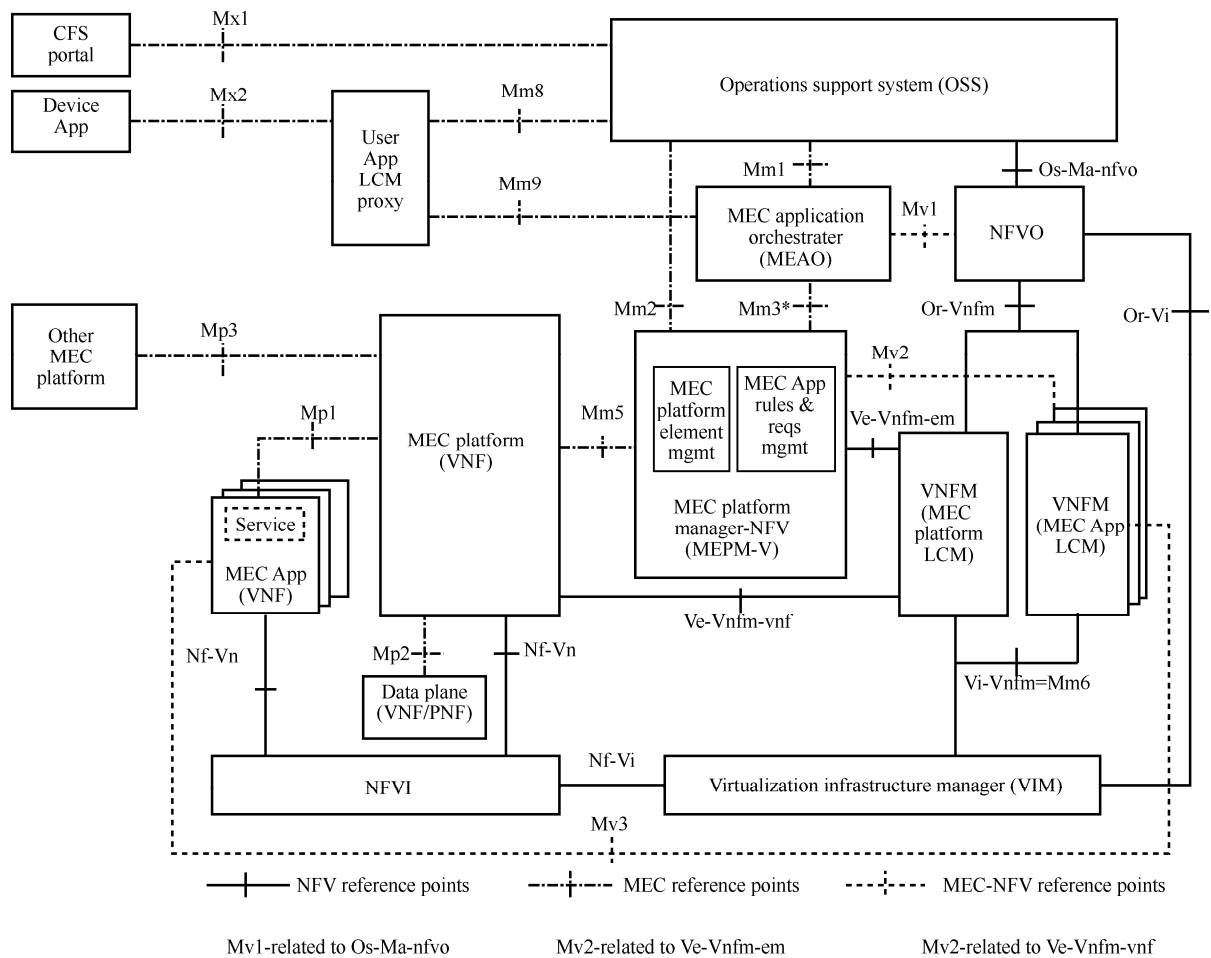 CFS
portal
Mx1
Operations support system (OSS)
Device
App
Mx2
User
App
LCM
proxy
Mm8
Mm9
Mm1
Os-Ma-nfvo
MEC application
orchestrater
(MEAO)
Mv1
NFVO
Mm2
Mm3*
Or-Vnfm
Or-Vi
Other
MEC
platform
Mp3
Mp1
MEC platform
(VNF)
Mm5
MEC
platform
element
mgmt
MEC App
rules &
reqs
mgmt
MEC platform
manager-NFV
(MEPM-V)
Mv2
Ve-Vnfm-em
VNFM
(MEC
platform
LCM)
VNFM
(MEC App
LCM)
Service
MEC App
(VNF)
Ve-Vnfm-vnf
Nf-Vn
Mp2
Nf-Vn
Vi-Vnfm=Mm6
Data plane
(VNF/PNF)
NFVI
Nf-Vi
Virtualization infrastructure manager (VIM)
Mv3
NFV reference points
MEC reference points
MEC-NFV reference points
Mv1-related to Os-Ma-nfvo
Mv2-related to Ve-Vnfm-em
Mv2-related to Ve-Vnfm-vnf